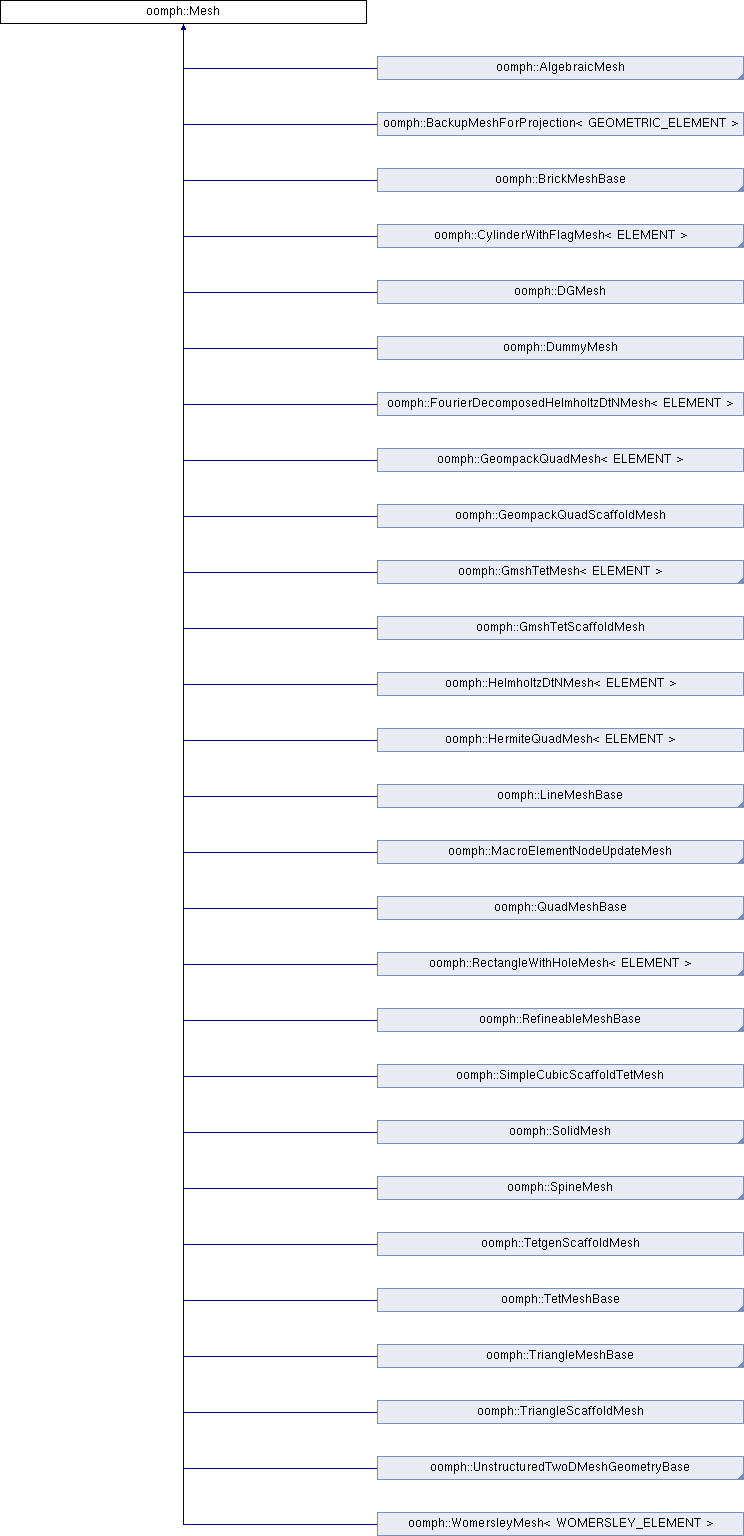 oomph::Mesh
oomph::AlgebraicMesh
oomph::BackupMeshForProjection< GEOMETRIC_ELEMENT >
oomph::BrickMeshBase
oomph::CylinderWithFlagMesh< ELEMENT >
oomph::DGMesh
oomph::DummyMesh
oomph::FourierDecomposedHelmholtzDtNMesh< ELEMENT >
oomph::GeompackQuadMesh< ELEMENT >
oomph::GeompackQuadScaffoldMesh
oomph::GmshTetMesh< ELEMENT >
oomph::GmshTetScaffoldMesh
oomph::HelmholtzDtNMesh< ELEMENT >
oomph::HermiteQuadMesh< ELEMENT >
oomph::LineMeshBase
oomph::MacroElementNodeUpdateMesh
oomph::QuadMeshBase
oomph::RectangleWithHoleMesh< ELEMENT >
oomph::RefineableMeshBase
oomph::SimpleCubicScaffoldTetMesh
oomph::SolidMesh
oomph::SpineMesh
oomph::TetgenScaffoldMesh
oomph::TetMeshBase
oomph::TriangleMeshBase
oomph::TriangleScaffoldMesh
oomph::UnstructuredTwoDMeshGeometryBase
oomph::WomersleyMesh< WOMERSLEY_ELEMENT >